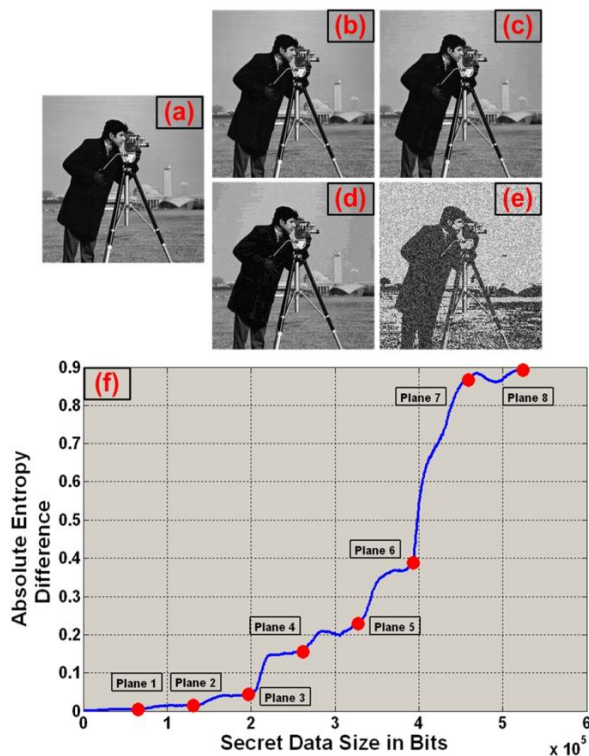 (b)
(c)
(a)
(d)
(e)
(f)
0.9
0.8
0.7
0.6
0.5
0.4
0.3
0.2
0.1
0
Absolute Entropy
Difference
Plane 7
Plane 8
Plane 6
Plane 4
Plane 5
Plane 1
Plane 2
Plane 3
0 1 2 3 4 5 6
Secret Data Size in Bits
x 10^5